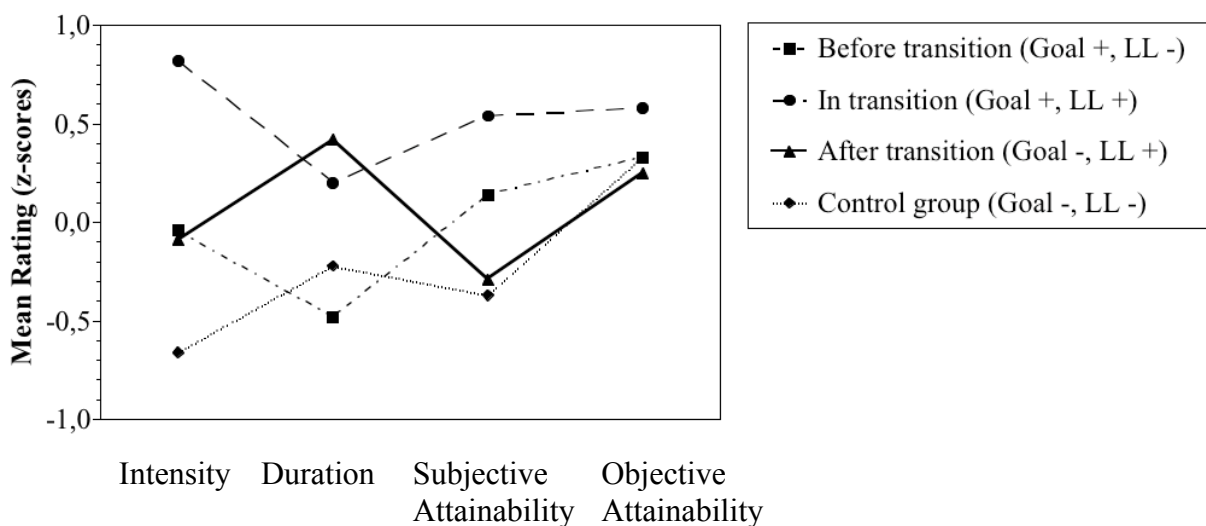 Mean Rating (z-scores)
1,0
0,5
0,0
-0,5
-1,0
Intensity Duration Subjective Objective
Attainability Attainability
Before transition (Goal +, LL -)
In transition (Goal +, LL +)
After transition (Goal -, LL +)
Control group (Goal -, LL -)